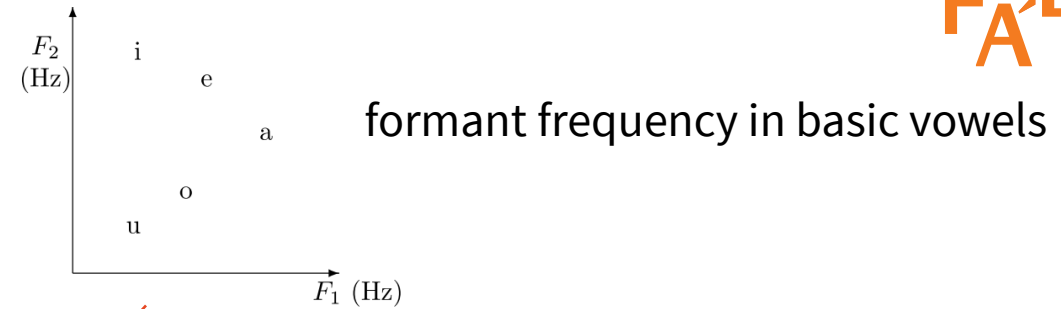 F₂
(Hz)
i
e
a
o
u
F₁ (Hz)
formant frequency in basic vowels